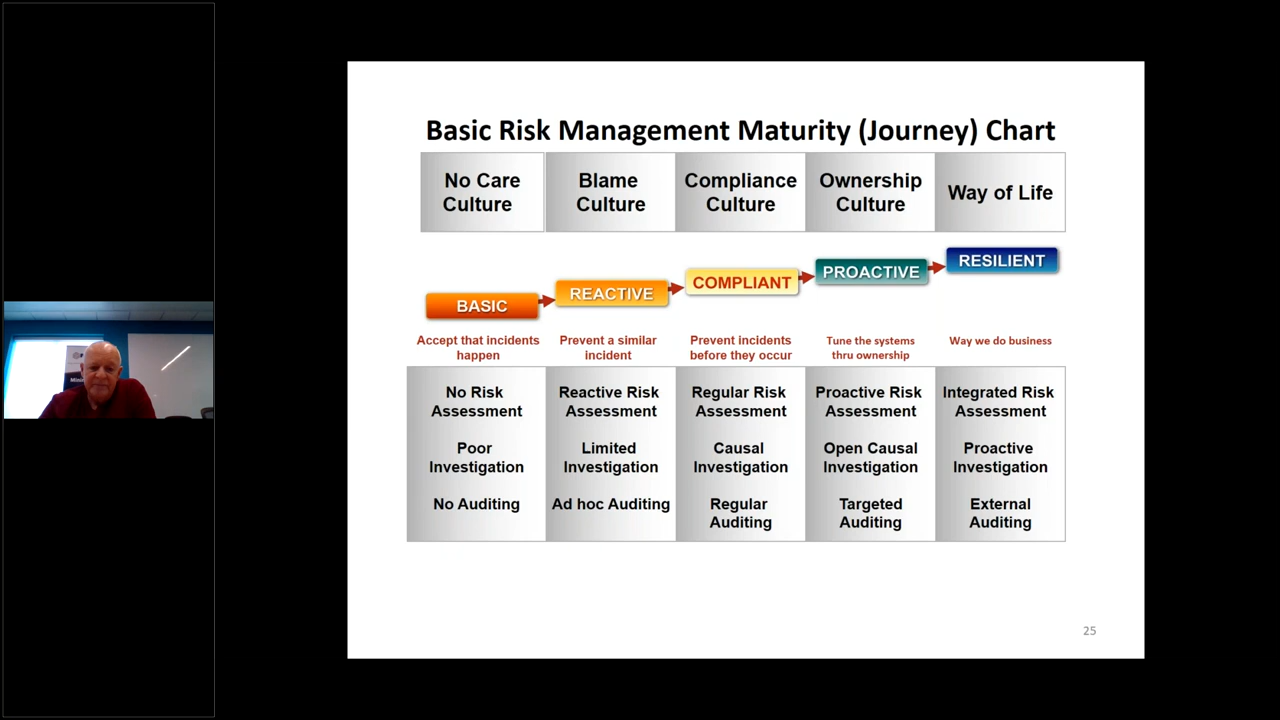 Basic Risk Management Maturity (Journey) Chart
No Care
Culture
Blame
Culture
Compliance
Culture
Ownership
Culture
Way of Life
BASIC
REACTIVE
COMPLIANT
PROACTIVE
RESILIENT
Accept that incidents
happen
Prevent a similar
incident
Prevent incidents
before they occur
Tune the systems
thru ownership
Way we do business
No Risk
Assessment
Poor
Investigation
No Auditing
Reactive Risk
Assessment
Limited
Investigation
Ad hoc Auditing
Regular Risk
Assessment
Causal
Investigation
Regular
Auditing
Proactive Risk
Assessment
Open Causal
Investigation
Targeted
Auditing
Integrated Risk
Assessment
Proactive
Investigation
External
Auditing
25